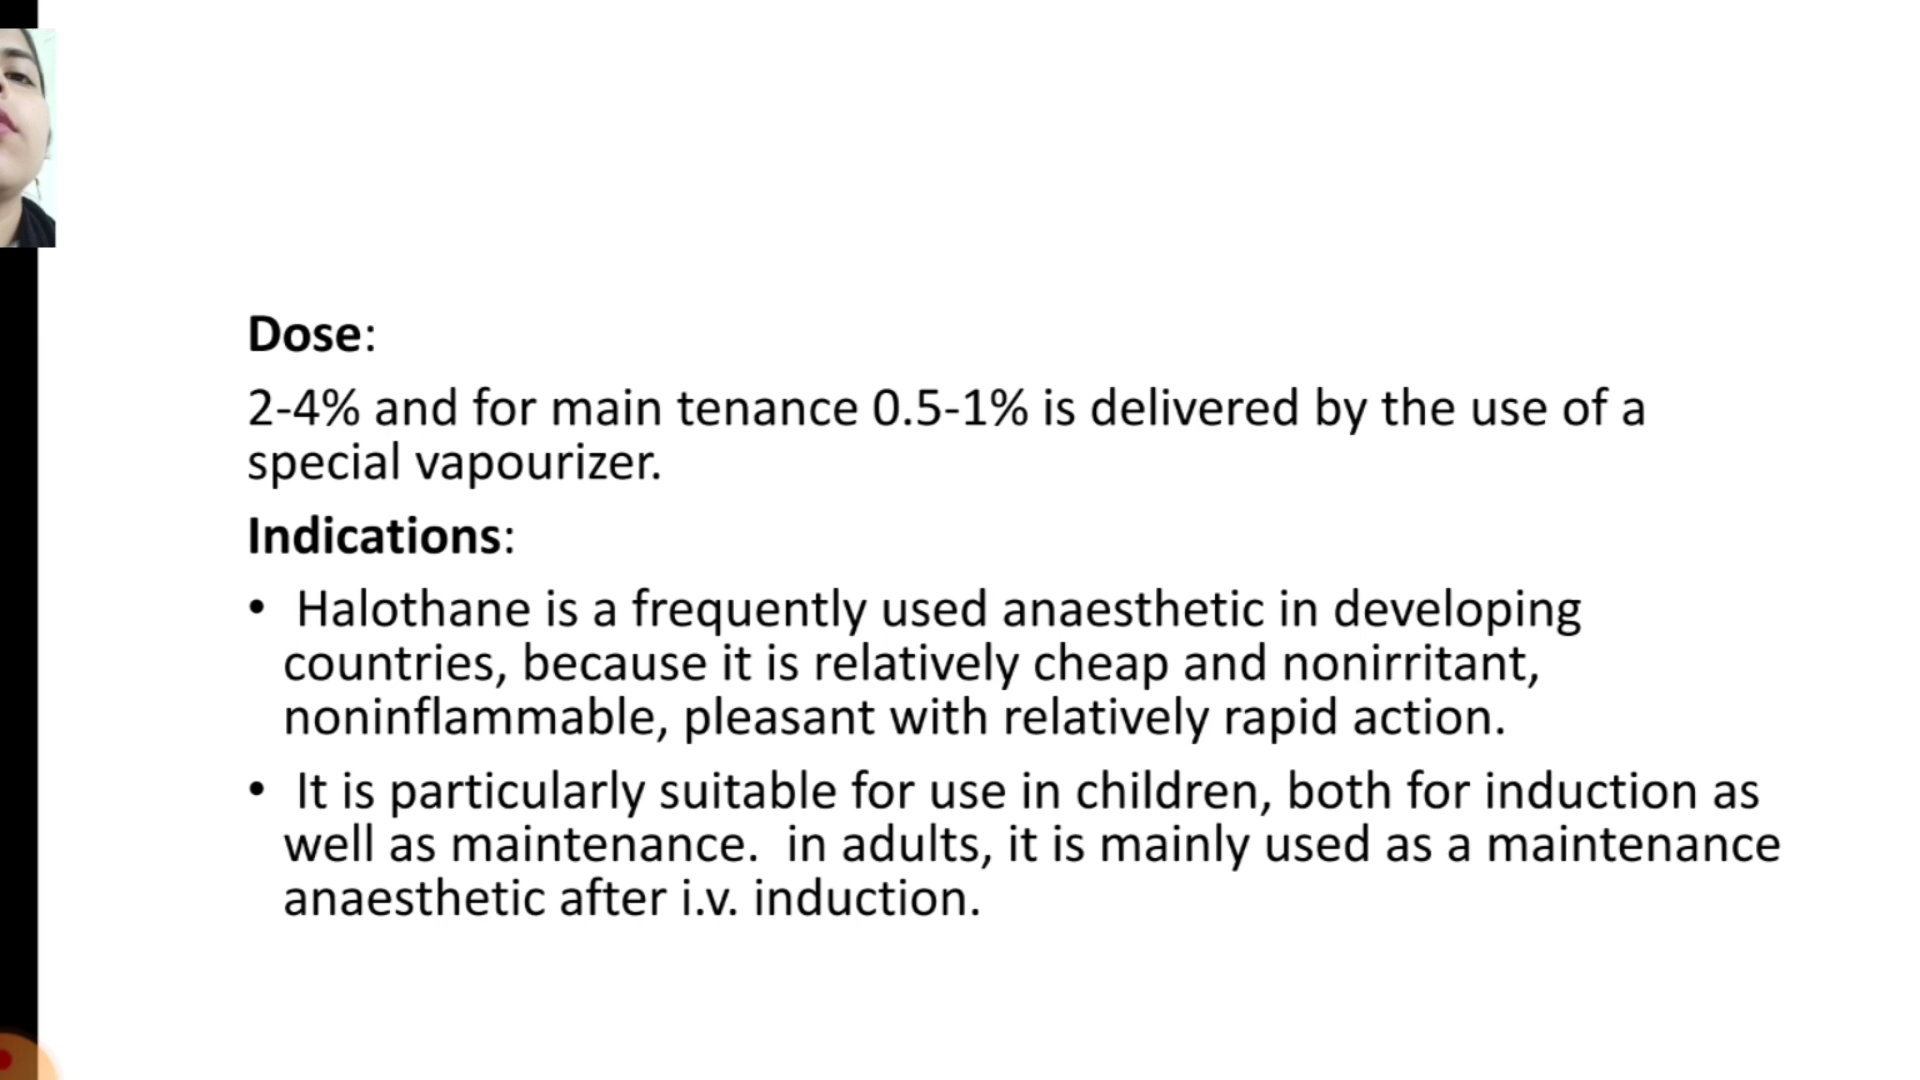 Dose:
2-4% and for main tenance 0.5-1% is delivered by the use of a
special vapourizer.
Indications:
• Halothane is a frequently used anaesthetic in developing
countries, because it is relatively cheap and nonirritant,
noninflammable, pleasant with relatively rapid action.
• It is particularly suitable for use in children, both for induction as
well as maintenance.  in adults, it is mainly used as a maintenance
anaesthetic after i.v. induction.